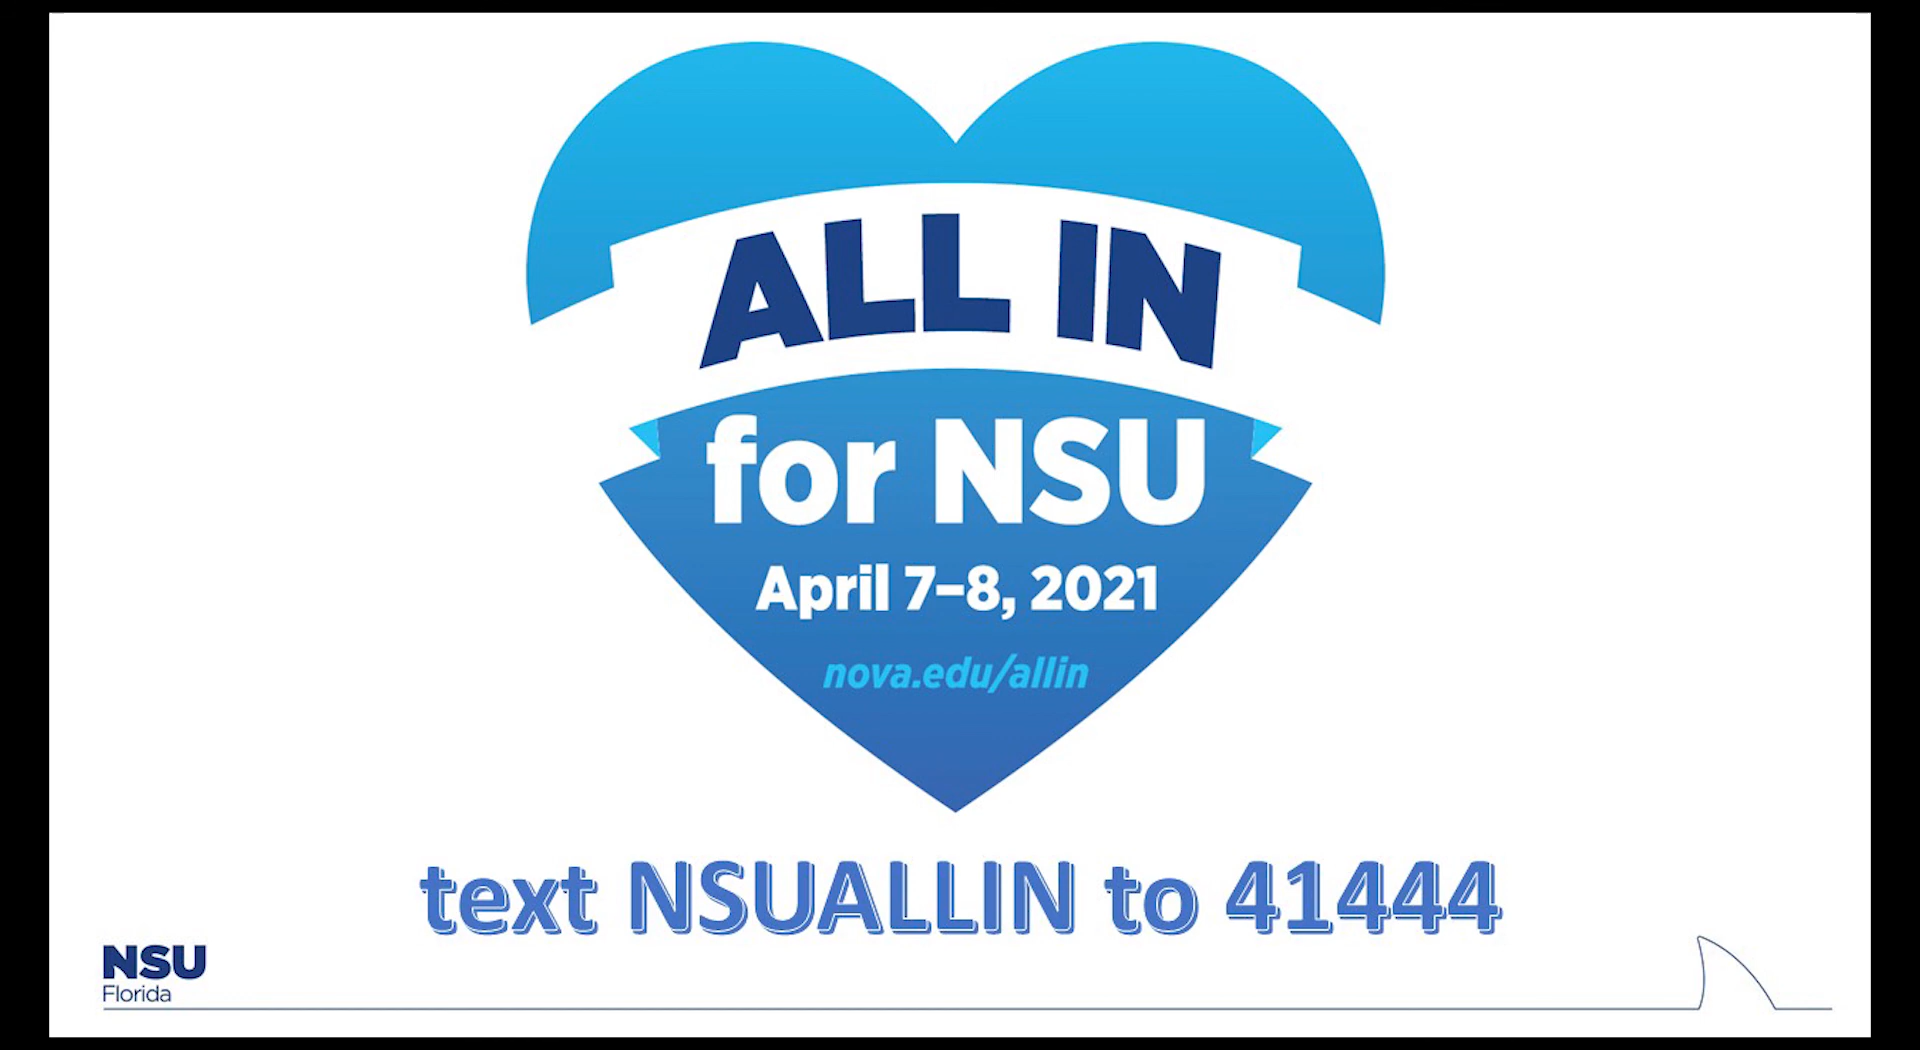 ALL IN
for NSU
April 7–8, 2021
nova.edu/allin
text NSUALLIN to 41444
NSU
Florida